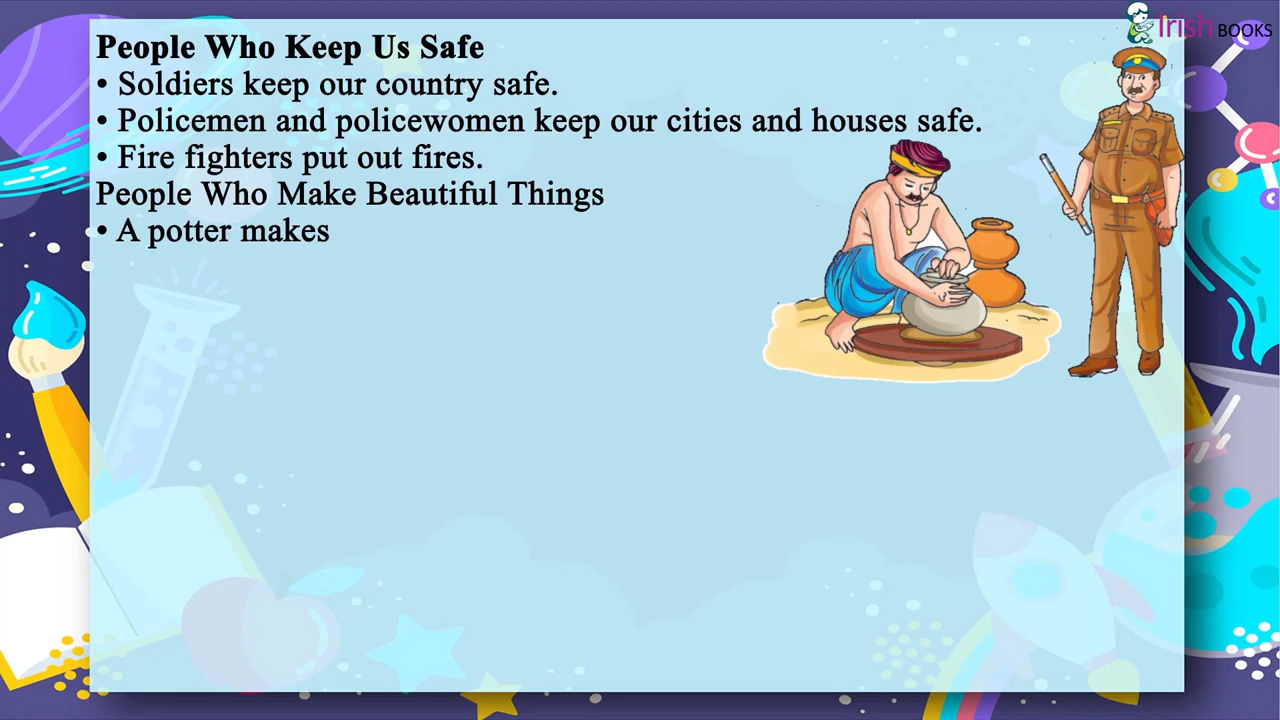 Irish BOOKS
People Who Keep Us Safe
• Soldiers keep our country safe.
• Policemen and policewomen keep our cities and houses safe.
• Fire fighters put out fires.
People Who Make Beautiful Things
• A potter makes